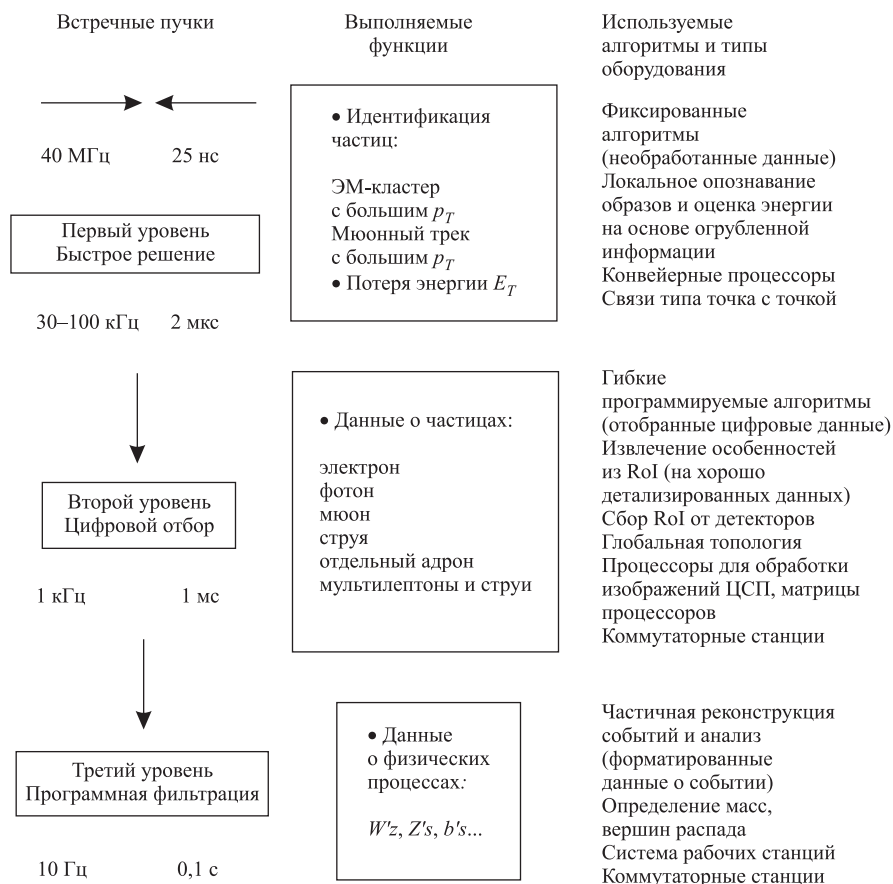 Встречные пучки
Выполняемые
функции
Используемые
алгоритмы и типы
оборудования
40 МГц 25 нс
Первый уровень
Быстрое решение
30–100 кГц 2 мкс
• Идентификация
частиц:
ЭМ-кластер
с большим p_T
Мюонный трек
с большим p_T
• Потеря энергии E_T
Фиксированные
алгоритмы
(необработанные данные)
Локальное опознавание
образов и оценка энергии
на основе огрубленной
информации
Конвейерные процессоры
Связи типа точка с точкой
Второй уровень
Цифровой отбор
1 кГц 1 мс
• Данные о частицах:
электрон
фотон
мюон
струя
отдельный адрон
мультилептоны и струи
Гибкие
программируемые алгоритмы
(отобранные цифровые данные)
Извлечение особенностей
из RoI (на хорошо
детализированных данных)
Сбор RoI от детекторов
Глобальная топология
Процессоры для обработки
изображений ЦСП, матрицы
процессоров
Коммутаторные станции
Третий уровень
Программная фильтрация
10 Гц 0,1 с
• Данные
о физических
процессах:
W'z, Z's, b's...
Частичная реконструкция
событий и анализ
(форматированные
данные о событии)
Определение масс,
вершин распада
Система рабочих станций
Коммутаторные станции